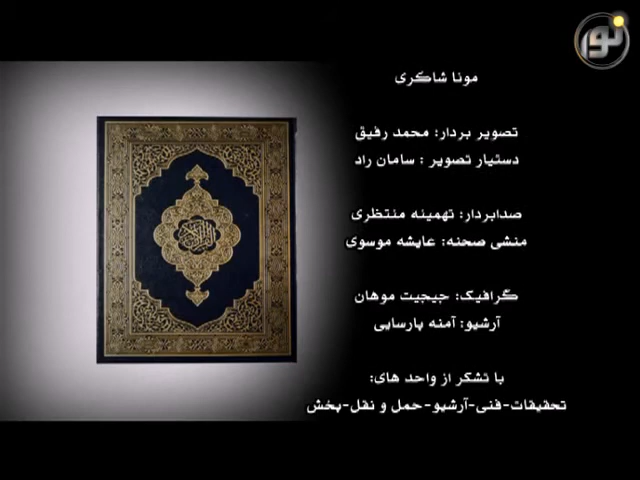 نور
مونا شاکری
تصویر بردار: محمد رفیق
دستیار تصویر : سامان راد
صدابردار: تهمینه منتظری
منشی صحنه: عایشه موسوی
گرافیک: جیجیت موهان
آرشیو: آمنه پارسایی
با تشکر از واحد های:
تحقیقات-فنی-آرشیو-حمل و نقل-پخش